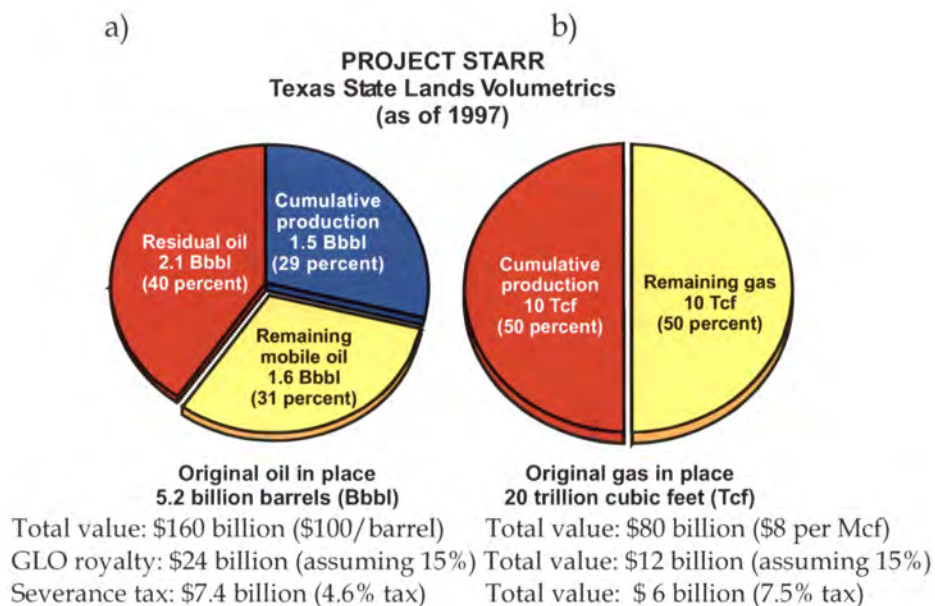 a)
b)
PROJECT STARR
Texas State Lands Volumetrics
(as of 1997)
Residual oil
2.1 Bbbl
(40 percent)
Cumulative
production
1.5 Bbbl
(29 percent)
Remaining
mobile oil
1.6 Bbbl
(31 percent)
Cumulative
production
10 Tcf
(50 percent)
Remaining gas
10 Tcf
(50 percent)
Original oil in place
5.2 billion barrels (Bbbl)
Original gas in place
20 trillion cubic feet (Tcf)
Total value: $160 billion ($100/barrel)
GLO royalty: $24 billion (assuming 15%)
Severance tax: $7.4 billion (4.6% tax)
Total value: $80 billion ($8 per Mcf)
Total value: $12 billion (assuming 15%)
Total value: $ 6 billion (7.5% tax)